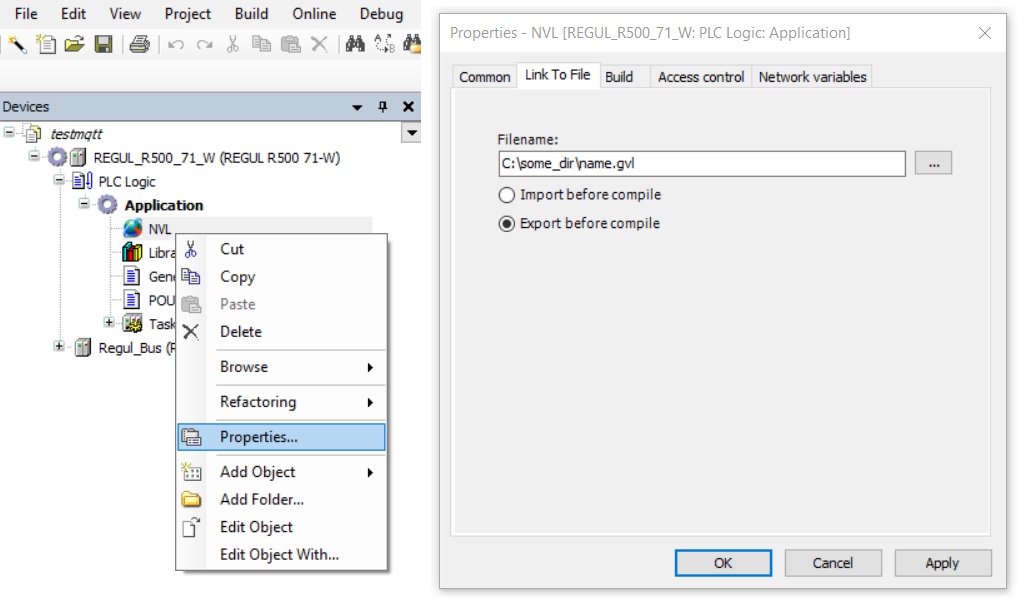 File Edit View Project Build Online Debug
Devices
testmqtt
REGUL_R500_71_W (REGUL R500 71-W)
PLC Logic
Application
NVL
Libra
Gene
POU
Task
Regul_Bus (R
Cut
Copy
Paste
Delete
Browse
Refactoring
Properties...
Add Object
Add Folder...
Edit Object
Edit Object With...
Properties - NVL [REGUL_R500_71_W: PLC Logic: Application]
Common Link To File Build Access control Network variables
Filename:
C:\some_dir\name.gvl ...
Import before compile
Export before compile
OK Cancel Apply